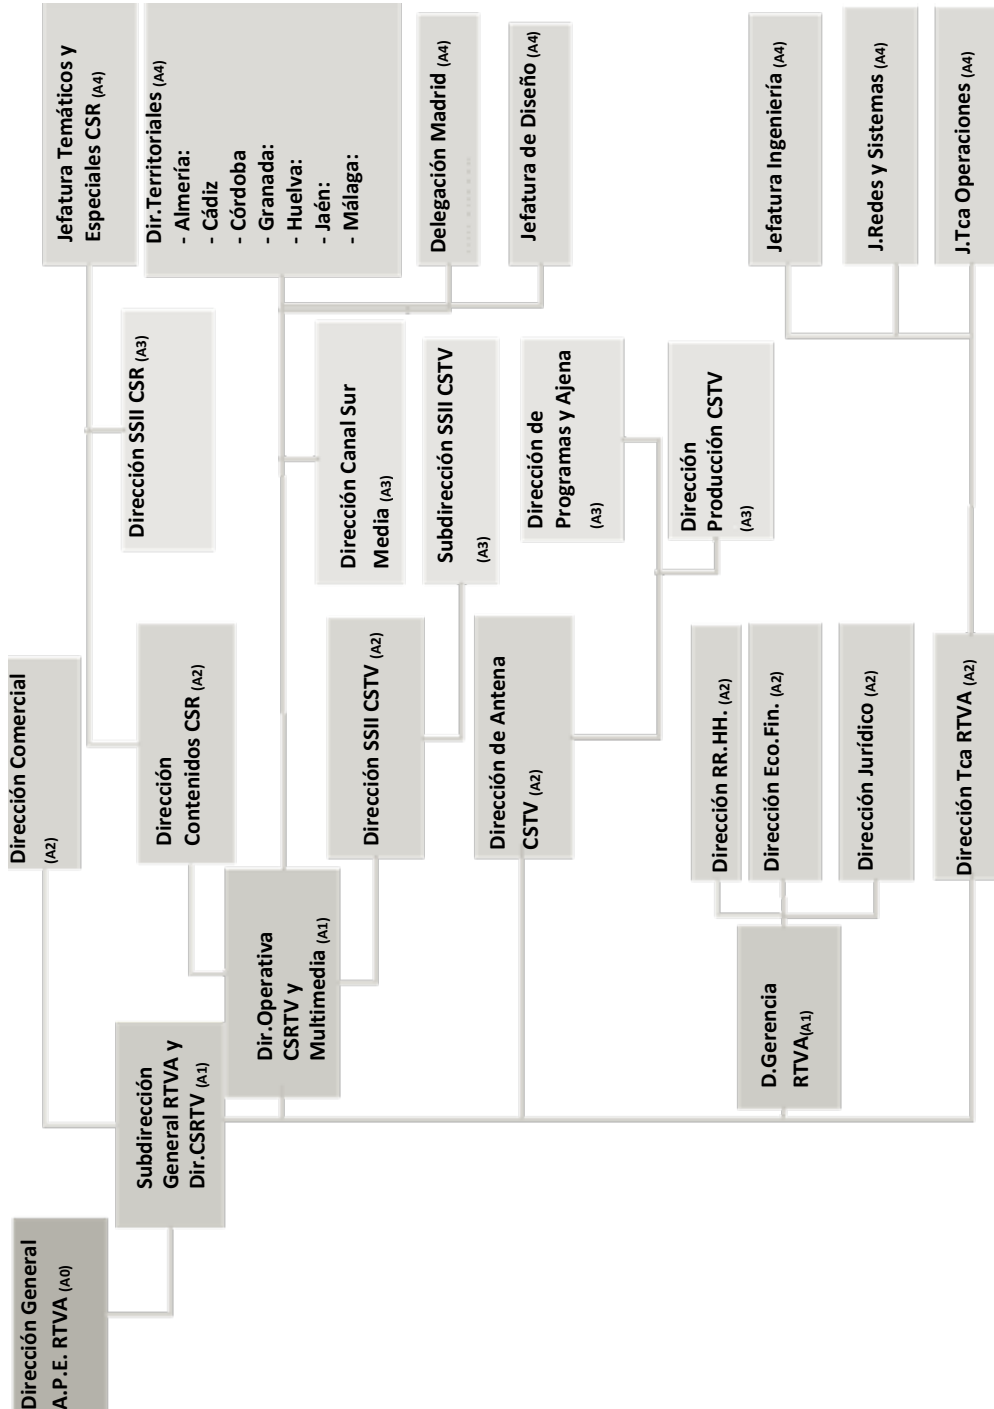 Dirección General
A.P.E. RTVA (A0)
Subdirección
General RTVA y
Dir.CSRTV (A1)
Dirección Comercial
(A2)
Dir.Operativa
CSRTV y
Multimedia (A1)
Dirección
Contenidos CSR (A2)
Dirección SSII CSR (A3)
Jefatura Temáticos y
Especiales CSR (A4)
Dirección Canal Sur
Media (A3)
Dir.Territoriales (A4)
- Almería:
- Cádiz
- Córdoba
- Granada:
- Huelva:
- Jaén:
- Málaga:
Delegación Madrid (A4)
Jefatura de Diseño (A4)
Dirección SSII CSTV (A2)
Subdirección SSII CSTV
(A3)
Dirección de Antena
CSTV (A2)
Dirección de
Programas y Ajena
(A3)
Dirección
Producción CSTV
(A3)
D.Gerencia
RTVA(A1)
Dirección RR.HH. (A2)
Dirección Eco.Fin. (A2)
Dirección Jurídico (A2)
Dirección Tca RTVA (A2)
Jefatura Ingeniería (A4)
J.Redes y Sistemas (A4)
J.Tca Operaciones (A4)